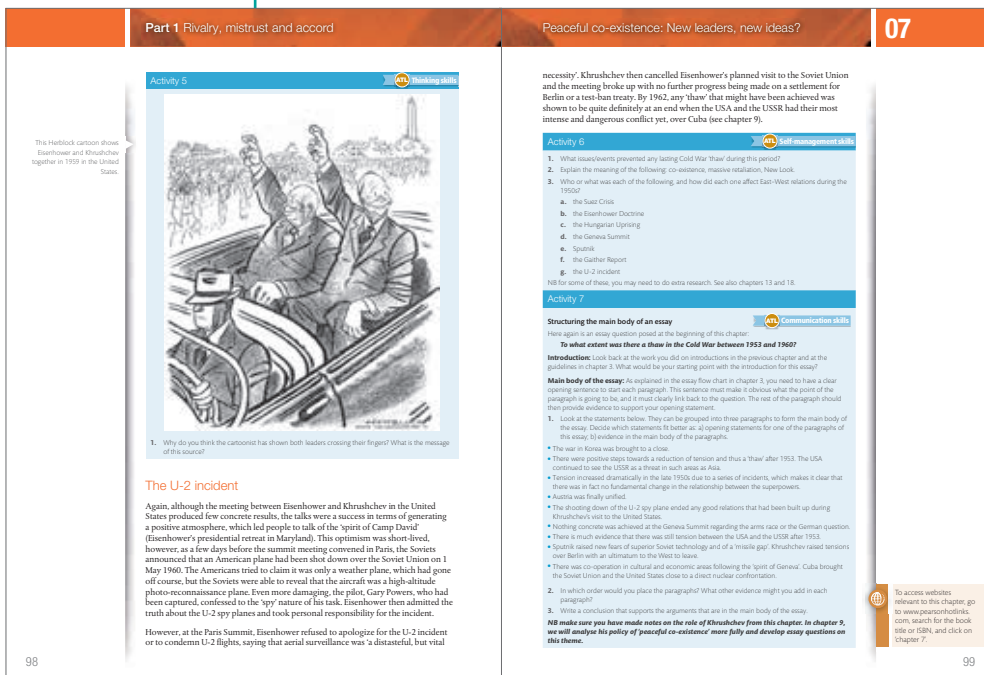 Part 1 Rivalry, mistrust and accord
Activity 5
ATL Thinking skills
This Herblock cartoon shows
Eisenhower and Khrushchev
together in 1959 in the United
States.
1. Why do you think the cartoonist has shown both leaders crossing their fingers? What is the message
of this source?
The U-2 incident
Again, although the meeting between Eisenhower and Khrushchev in the United
States produced few concrete results, the talks were a success in terms of generating
a positive atmosphere, which led people to talk of the 'spirit of Camp David'
(Eisenhower's presidential retreat in Maryland). This optimism was short-lived,
however, as a few days before the summit meeting convened in Paris, the Soviets
announced that an American plane had been shot down over the Soviet Union on 1
May 1960. The Americans tried to claim it was only a weather plane, which had gone
off course, but the Soviets were able to reveal that the aircraft was a high-altitude
photo-reconnaissance plane. Even more damaging, the pilot, Gary Powers, who had
been captured, confessed to the 'spy' nature of his task. Eisenhower then admitted the
truth about the U-2 spy planes and took personal responsibility for the incident.
However, at the Paris Summit, Eisenhower refused to apologize for the U-2 incident
or to condemn U-2 flights, saying that aerial surveillance was 'a distasteful, but vital
98
Peaceful co-existence: New leaders, new ideas?
07
necessity'. Khrushchev then cancelled Eisenhower's planned visit to the Soviet Union
and the meeting broke up with no further progress being made on a settlement for
Berlin or a test-ban treaty. By 1962, any 'thaw' that might have been achieved was
shown to be quite definitely at an end when the USA and the USSR had their most
intense and dangerous conflict yet, over Cuba (see chapter 9).
Activity 6
ATL Self-management skills
1. What issues/events prevented any lasting Cold War 'thaw' during this period?
2. Explain the meaning of the following: co-existence, massive retaliation, New Look.
3. Who or what was each of the following, and how did each one affect East-West relations during the
1950s?
a. the Suez Crisis
b. the Eisenhower Doctrine
c. the Hungarian Uprising
d. the Geneva Summit
e. Sputnik
f. the Gaither Report
g. the U-2 incident
NB for some of these, you may need to do extra research. See also chapters 13 and 18.
Activity 7
ATL Communication skills
Structuring the main body of an essay
Here again is an essay question posed at the beginning of this chapter:
To what extent was there a thaw in the Cold War between 1953 and 1960?
Introduction: Look back at the work you did on introductions in the previous chapter and at the
guidelines in chapter 3. What would be your starting point with the introduction for this essay?
Main body of the essay: As explained in the essay flow chart in chapter 3, you need to have a clear
opening sentence to start each paragraph. This sentence must make it obvious what the point of the
paragraph is going to be, and it must clearly link back to the question. The rest of the paragraph should
then provide evidence to support your opening statement.
1. Look at the statements below. They can be grouped into three paragraphs to form the main body of
the essay. Decide which statements fit better as: a) opening statements for one of the paragraphs of
this essay; b) evidence in the main body of the paragraphs.
• The war in Korea was brought to a close.
• There were positive steps towards a reduction of tension and thus a 'thaw' after 1953. The USA
continued to see the USSR as a threat in such areas as Asia.
• Tension increased dramatically in the late 1950s due to a series of incidents, which makes it clear that
there was in fact no fundamental change in the relationship between the superpowers.
• Austria was finally unified.
• The shooting down of the U-2 spy plane ended any good relations that had been built up during
Khrushchev's visit to the United States.
• Nothing concrete was achieved at the Geneva Summit regarding the arms race or the German question.
• There is much evidence that there was still tension between the USA and the USSR after 1953.
• Sputnik raised new fears of superior Soviet technology and of a 'missile gap'. Khrushchev raised tensions
over Berlin with an ultimatum to the West to leave.
• There was co-operation in cultural and economic areas following the 'spirit of Geneva'. Cuba brought
the Soviet Union and the United States close to a direct nuclear confrontation.
2. In which order would you place the paragraphs? What other evidence might you add in each
paragraph?
3. Write a conclusion that supports the arguments that are in the main body of the essay.
NB make sure you have made notes on the role of Khrushchev from this chapter. In chapter 9,
we will analyse his policy of 'peaceful co-existence' more fully and develop essay questions on
this theme.
To access websites
relevant to this chapter, go
to www.pearsonhotlinks.
com, search for the book
title or ISBN, and click on
'chapter 7'.
99